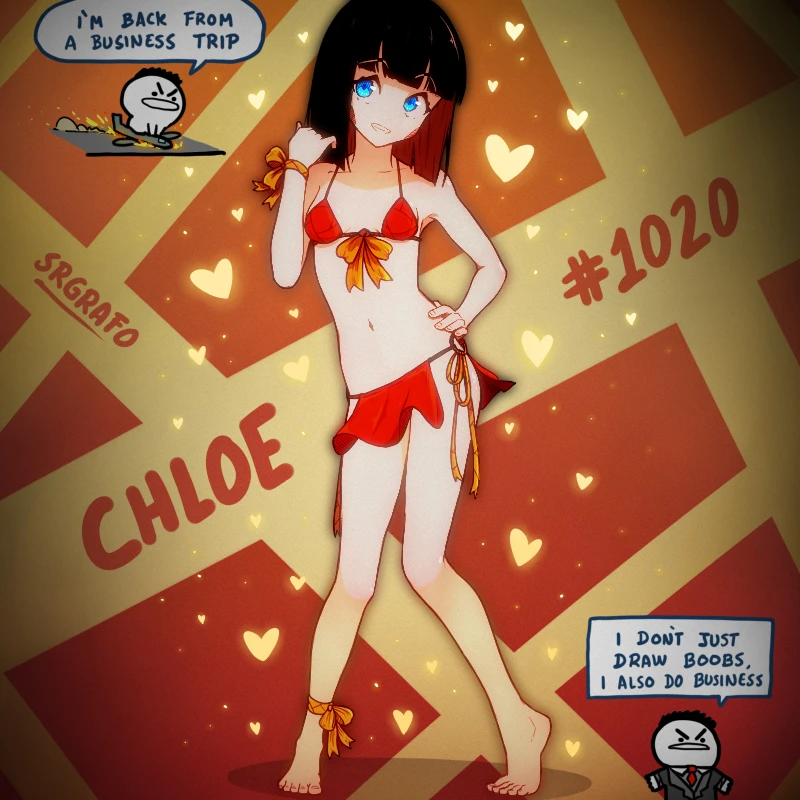 I'M BACK FROM
A BUSINESS TRIP
#1020
SRGRAFO
CHLOE
I DON'T JUST
DRAW BOOBS,
I ALSO DO BUSINESS